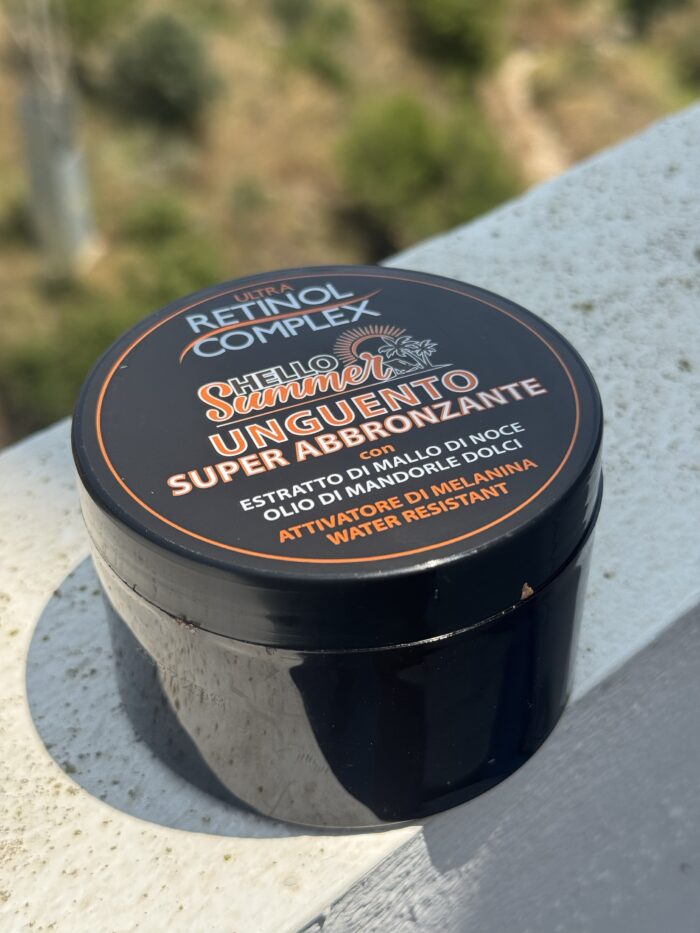 ULTRA
RETINOL
COMPLEX
HELLO
Summer
UNGUENTO
SUPER ABBRONZANTE
con
ESTRATTO DI MALLO DI NOCE
OLIO DI MANDORLE DOLCI
ATTIVATORE DI MELANINA
WATER RESISTANT